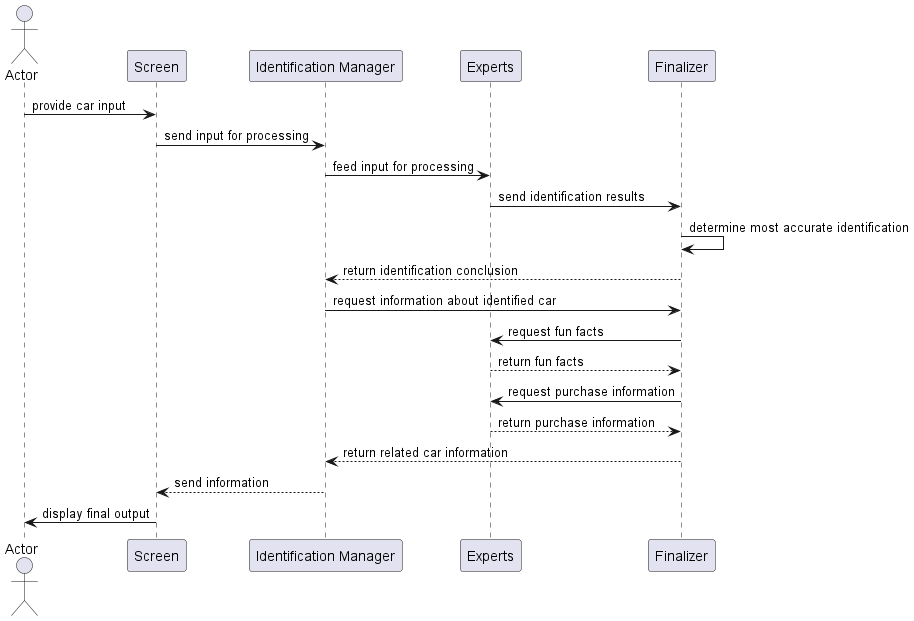 Actor
Screen
Identification Manager
Experts
Finalizer
provide car input
send input for processing
feed input for processing
send identification results
determine most accurate identification
return identification conclusion
request information about identified car
request fun facts
return fun facts
request purchase information
return purchase information
return related car information
send information
display final output
Actor
Screen
Identification Manager
Experts
Finalizer